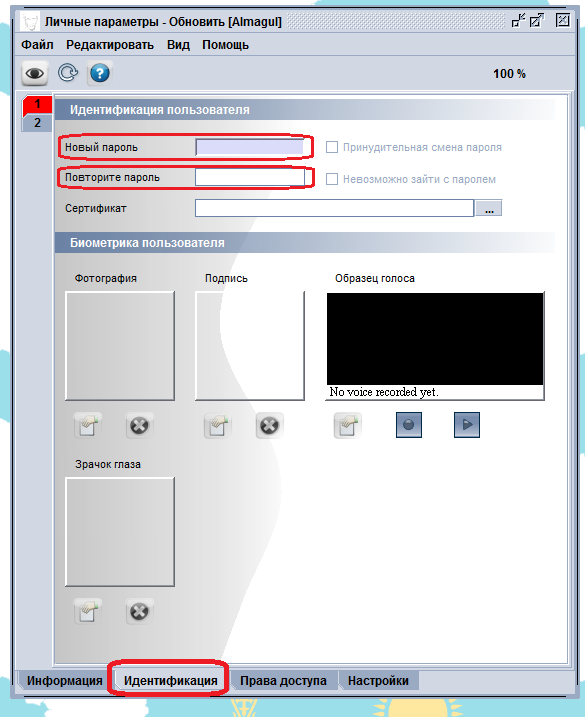 Личные параметры - Обновить [Almagul]
Файл Редактировать Вид Помощь
?
100 %
1
2
Идентификация пользователя
Новый пароль
Принудительная смена пароля
Повторите пароль
Невозможно зайти с паролем
Сертификат
...
Биометрика пользователя
Фотография Подпись Образец голоса
No voice recorded yet.
Зрачок глаза
Информация Идентификация Права доступа Настройки